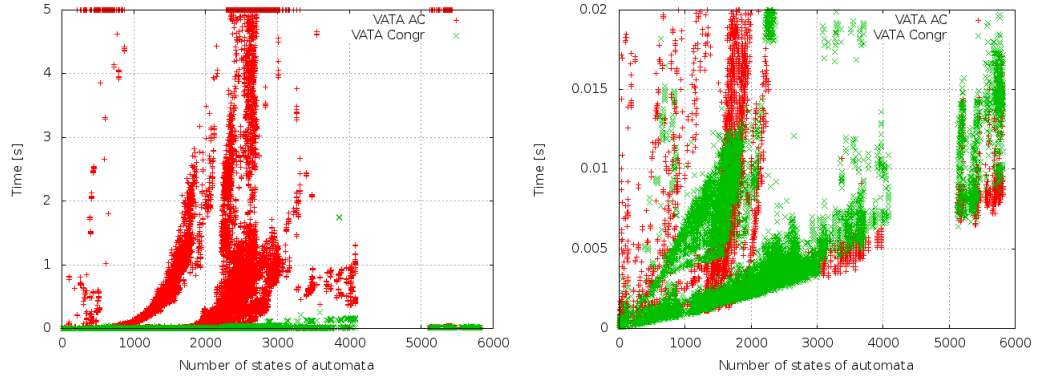 VATA AC
VATA Congr
Time [s]
5
4
3
2
1
0
0 1000 2000 3000 4000 5000 6000
Number of states of automata
VATA AC
VATA Congr
Time [s]
0.02
0.015
0.01
0.005
0
0 1000 2000 3000 4000 5000 6000
Number of states of automata